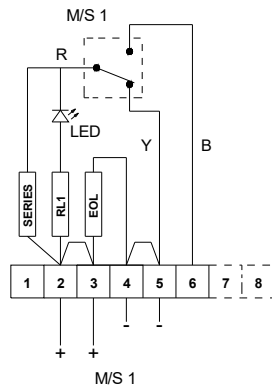 M/S 1
R
LED
Y
B
SERIES
RL1
EOL
1 2 3 4 5 6 7 8
- -
+ +
M/S 1